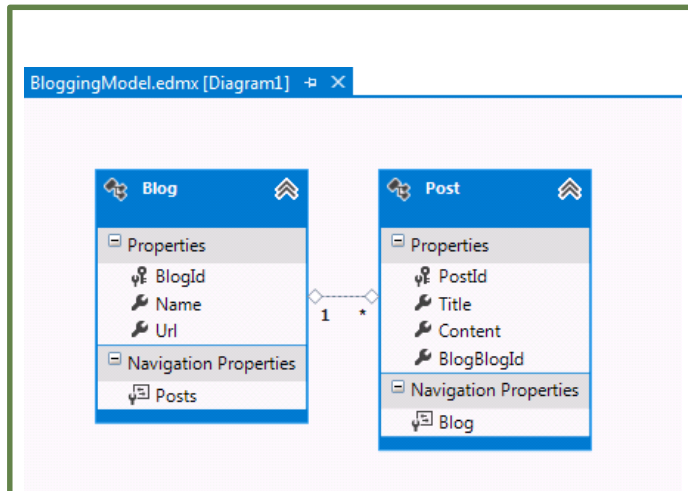 BloggingModel.edmx [Diagram1]
Blog
Properties
BlogId
Name
Url
Navigation Properties
Posts
1 *
Post
Properties
PostId
Title
Content
BlogBlogId
Navigation Properties
Blog